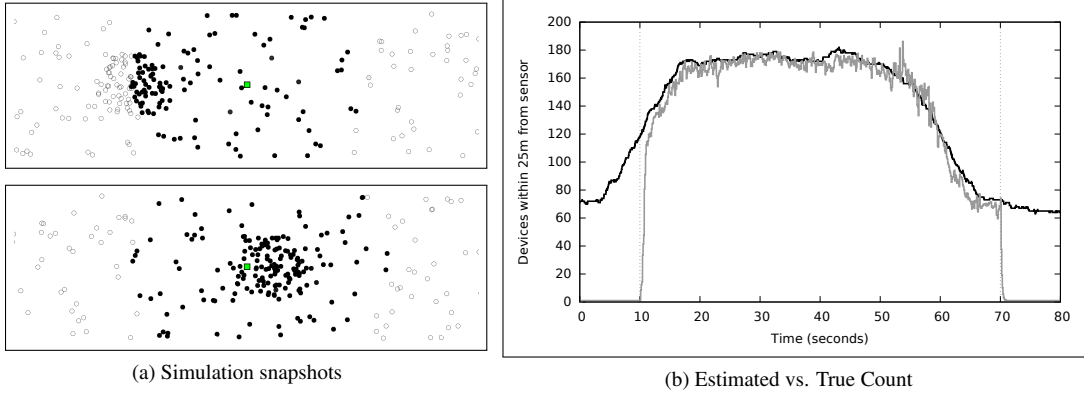 200
180
160
140
120
100
80
60
40
20
0
Devices within 25m from sensor
0 10 20 30 40 50 60 70 80
Time (seconds)
(a) Simulation snapshots
(b) Estimated vs. True Count